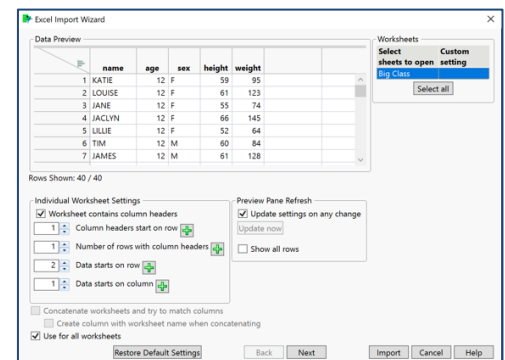 Excel Import Wizard
Data Preview
name age sex height weight
1 KATIE 12 F 59 95
2 LOUISE 12 F 61 123
3 JANE 12 F 55 74
4 JACLYN 12 F 66 145
5 LILLIE 12 F 52 64
6 TIM 12 M 60 84
7 JAMES 12 M 61 128
Rows Shown: 40 / 40
Worksheets
Select sheets to open
Custom setting
Big Class
Select all
Individual Worksheet Settings
Worksheet contains column headers
1 Column headers start on row
1 Number of rows with column headers
2 Data starts on row
1 Data starts on column
Preview Pane Refresh
Update settings on any change
Update now
Show all rows
Concatenate worksheets and try to match columns
Create column with worksheet name when concatenating
Use for all worksheets
Restore Default Settings Back Next Import Cancel Help